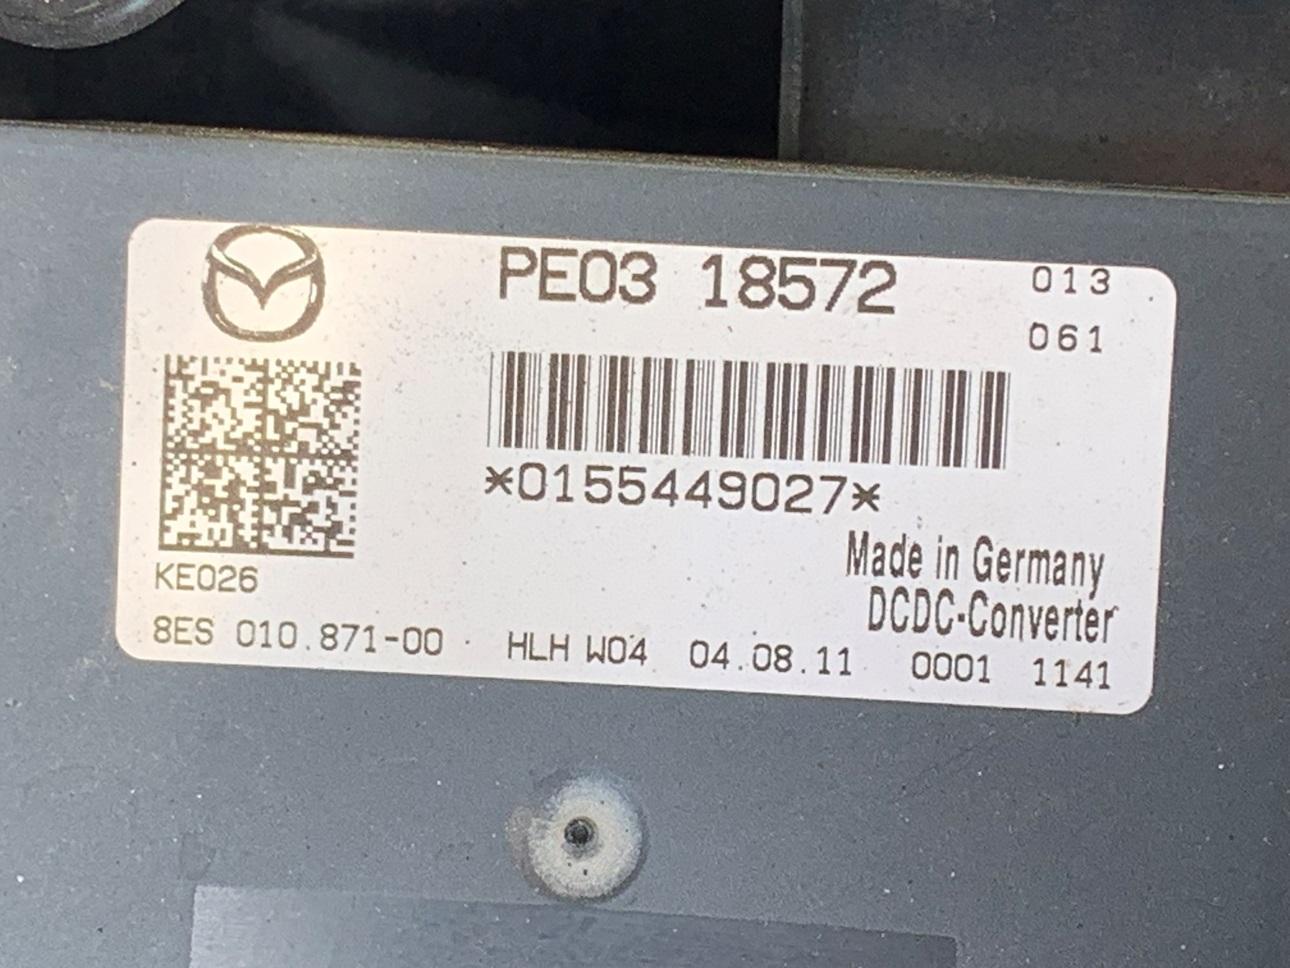 PE03 18572
013
061
*0155449027*
Made in Germany
DCDC-Converter
KE026
8ES 010.871-00 HLH W04 04.08.11 0001 1141